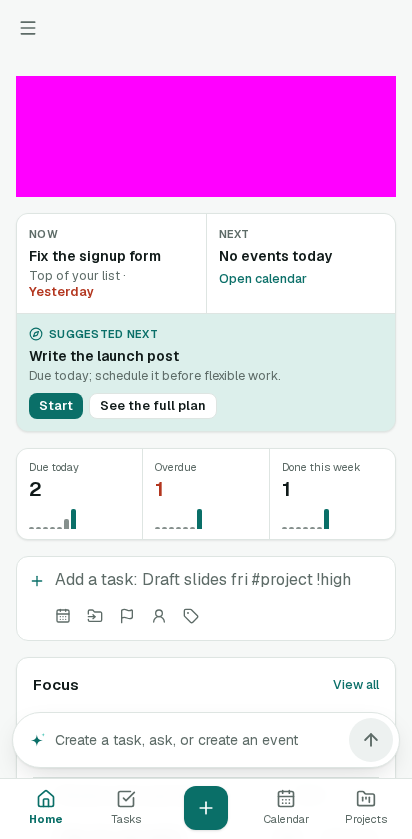 NOW
Fix the signup form
Top of your list ·
Yesterday
NEXT
No events today
Open calendar
SUGGESTED NEXT
Write the launch post
Due today; schedule it before flexible work.
Start
See the full plan
Due today
2
Overdue
1
Done this week
1
Add a task: Draft slides fri #project !high
Focus
View all
Create a task, ask, or create an event
Home
Tasks
Calendar
Projects